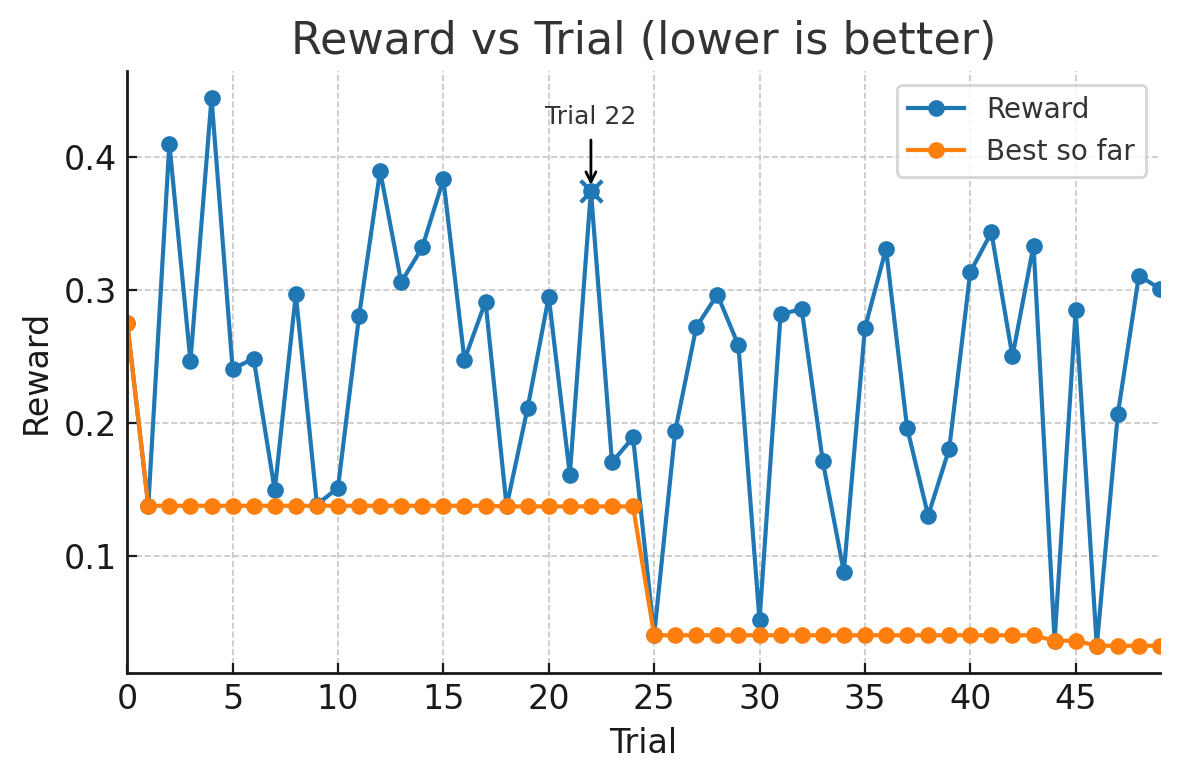 Reward vs Trial (lower is better)
Trial 22
Reward
Best so far
0.4
0.3
0.2
0.1
Reward
0 5 10 15 20 25 30 35 40 45
Trial